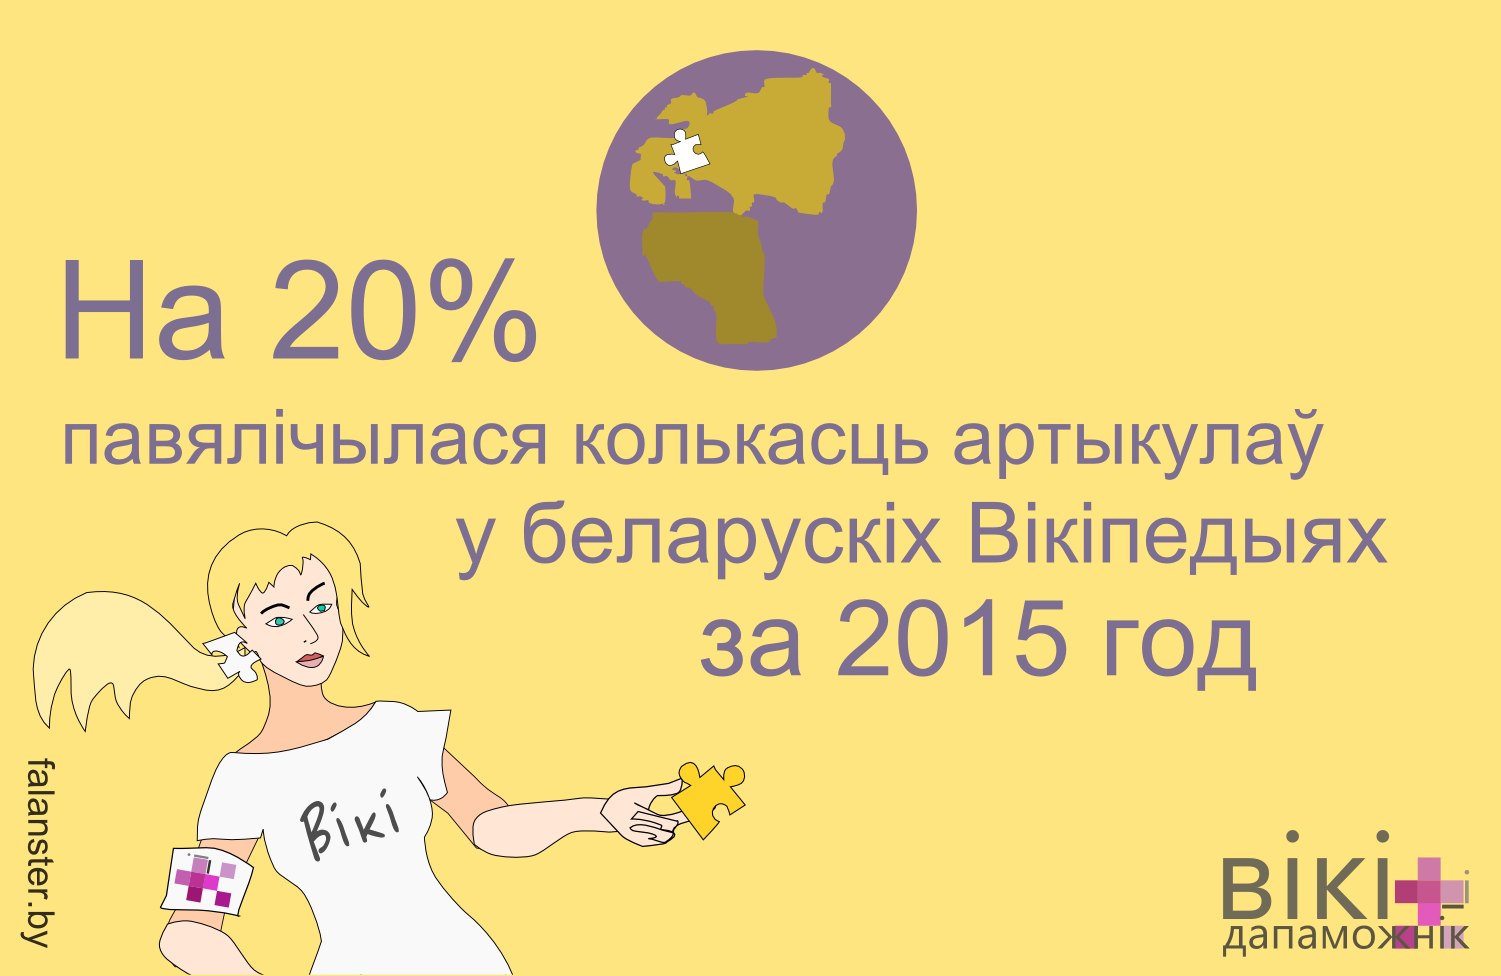 На 20%
павялічылася колькасць артыкулаў
у беларускіх Вікіпедыях
за 2015 год
Вікі
falanster.by
вікі
дапаможнік